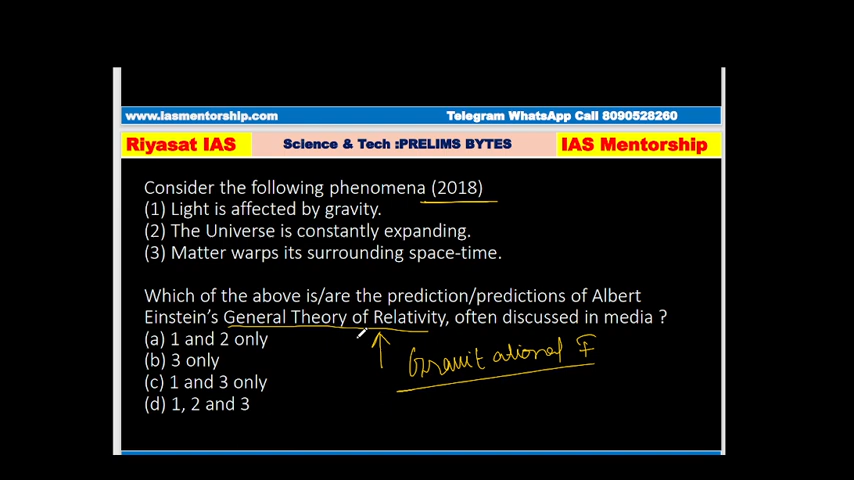 www.iasmentorship.com Telegram WhatsApp Call 8090528260
Riyasat IAS Science & Tech :PRELIMS BYTES IAS Mentorship
Consider the following phenomena (2018)
(1) Light is affected by gravity.
(2) The Universe is constantly expanding.
(3) Matter warps its surrounding space-time.
Which of the above is/are the prediction/predictions of Albert
Einstein's General Theory of Relativity, often discussed in media ?
(a) 1 and 2 only
(b) 3 only
(c) 1 and 3 only
(d) 1, 2 and 3
Gravitational F